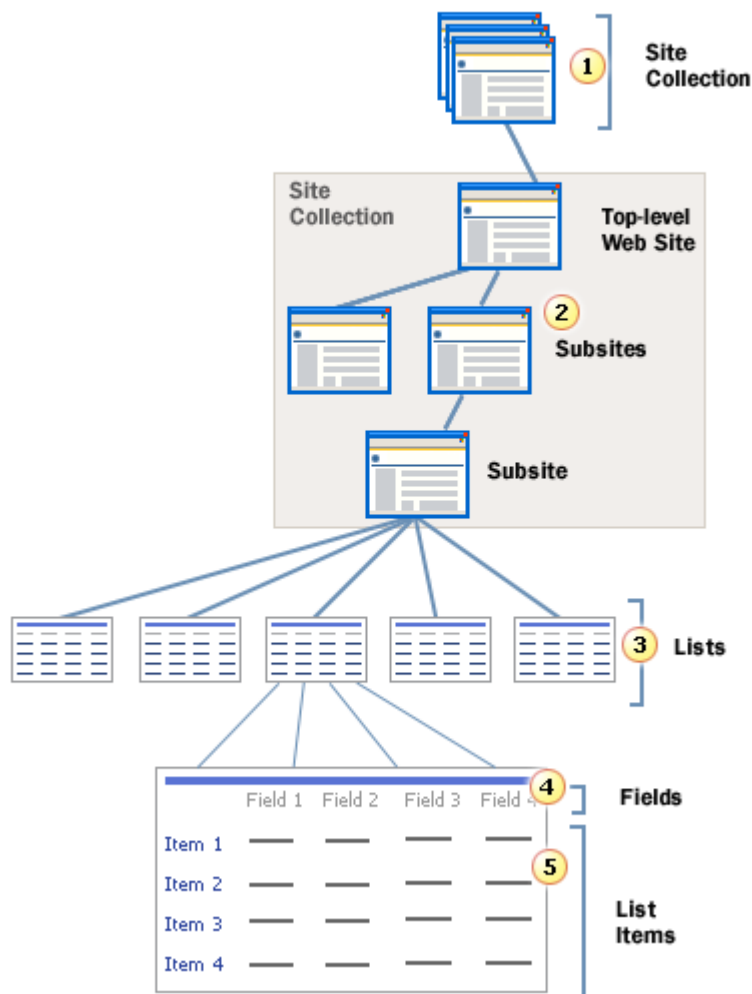 1
Site
Collection
Site
Collection
Top-level
Web Site
2
Subsites
Subsite
3
Lists
4
Field 1 Field 2 Field 3 Field 4
Fields
Item 1
5
Item 2
Item 3
Item 4
List
Items